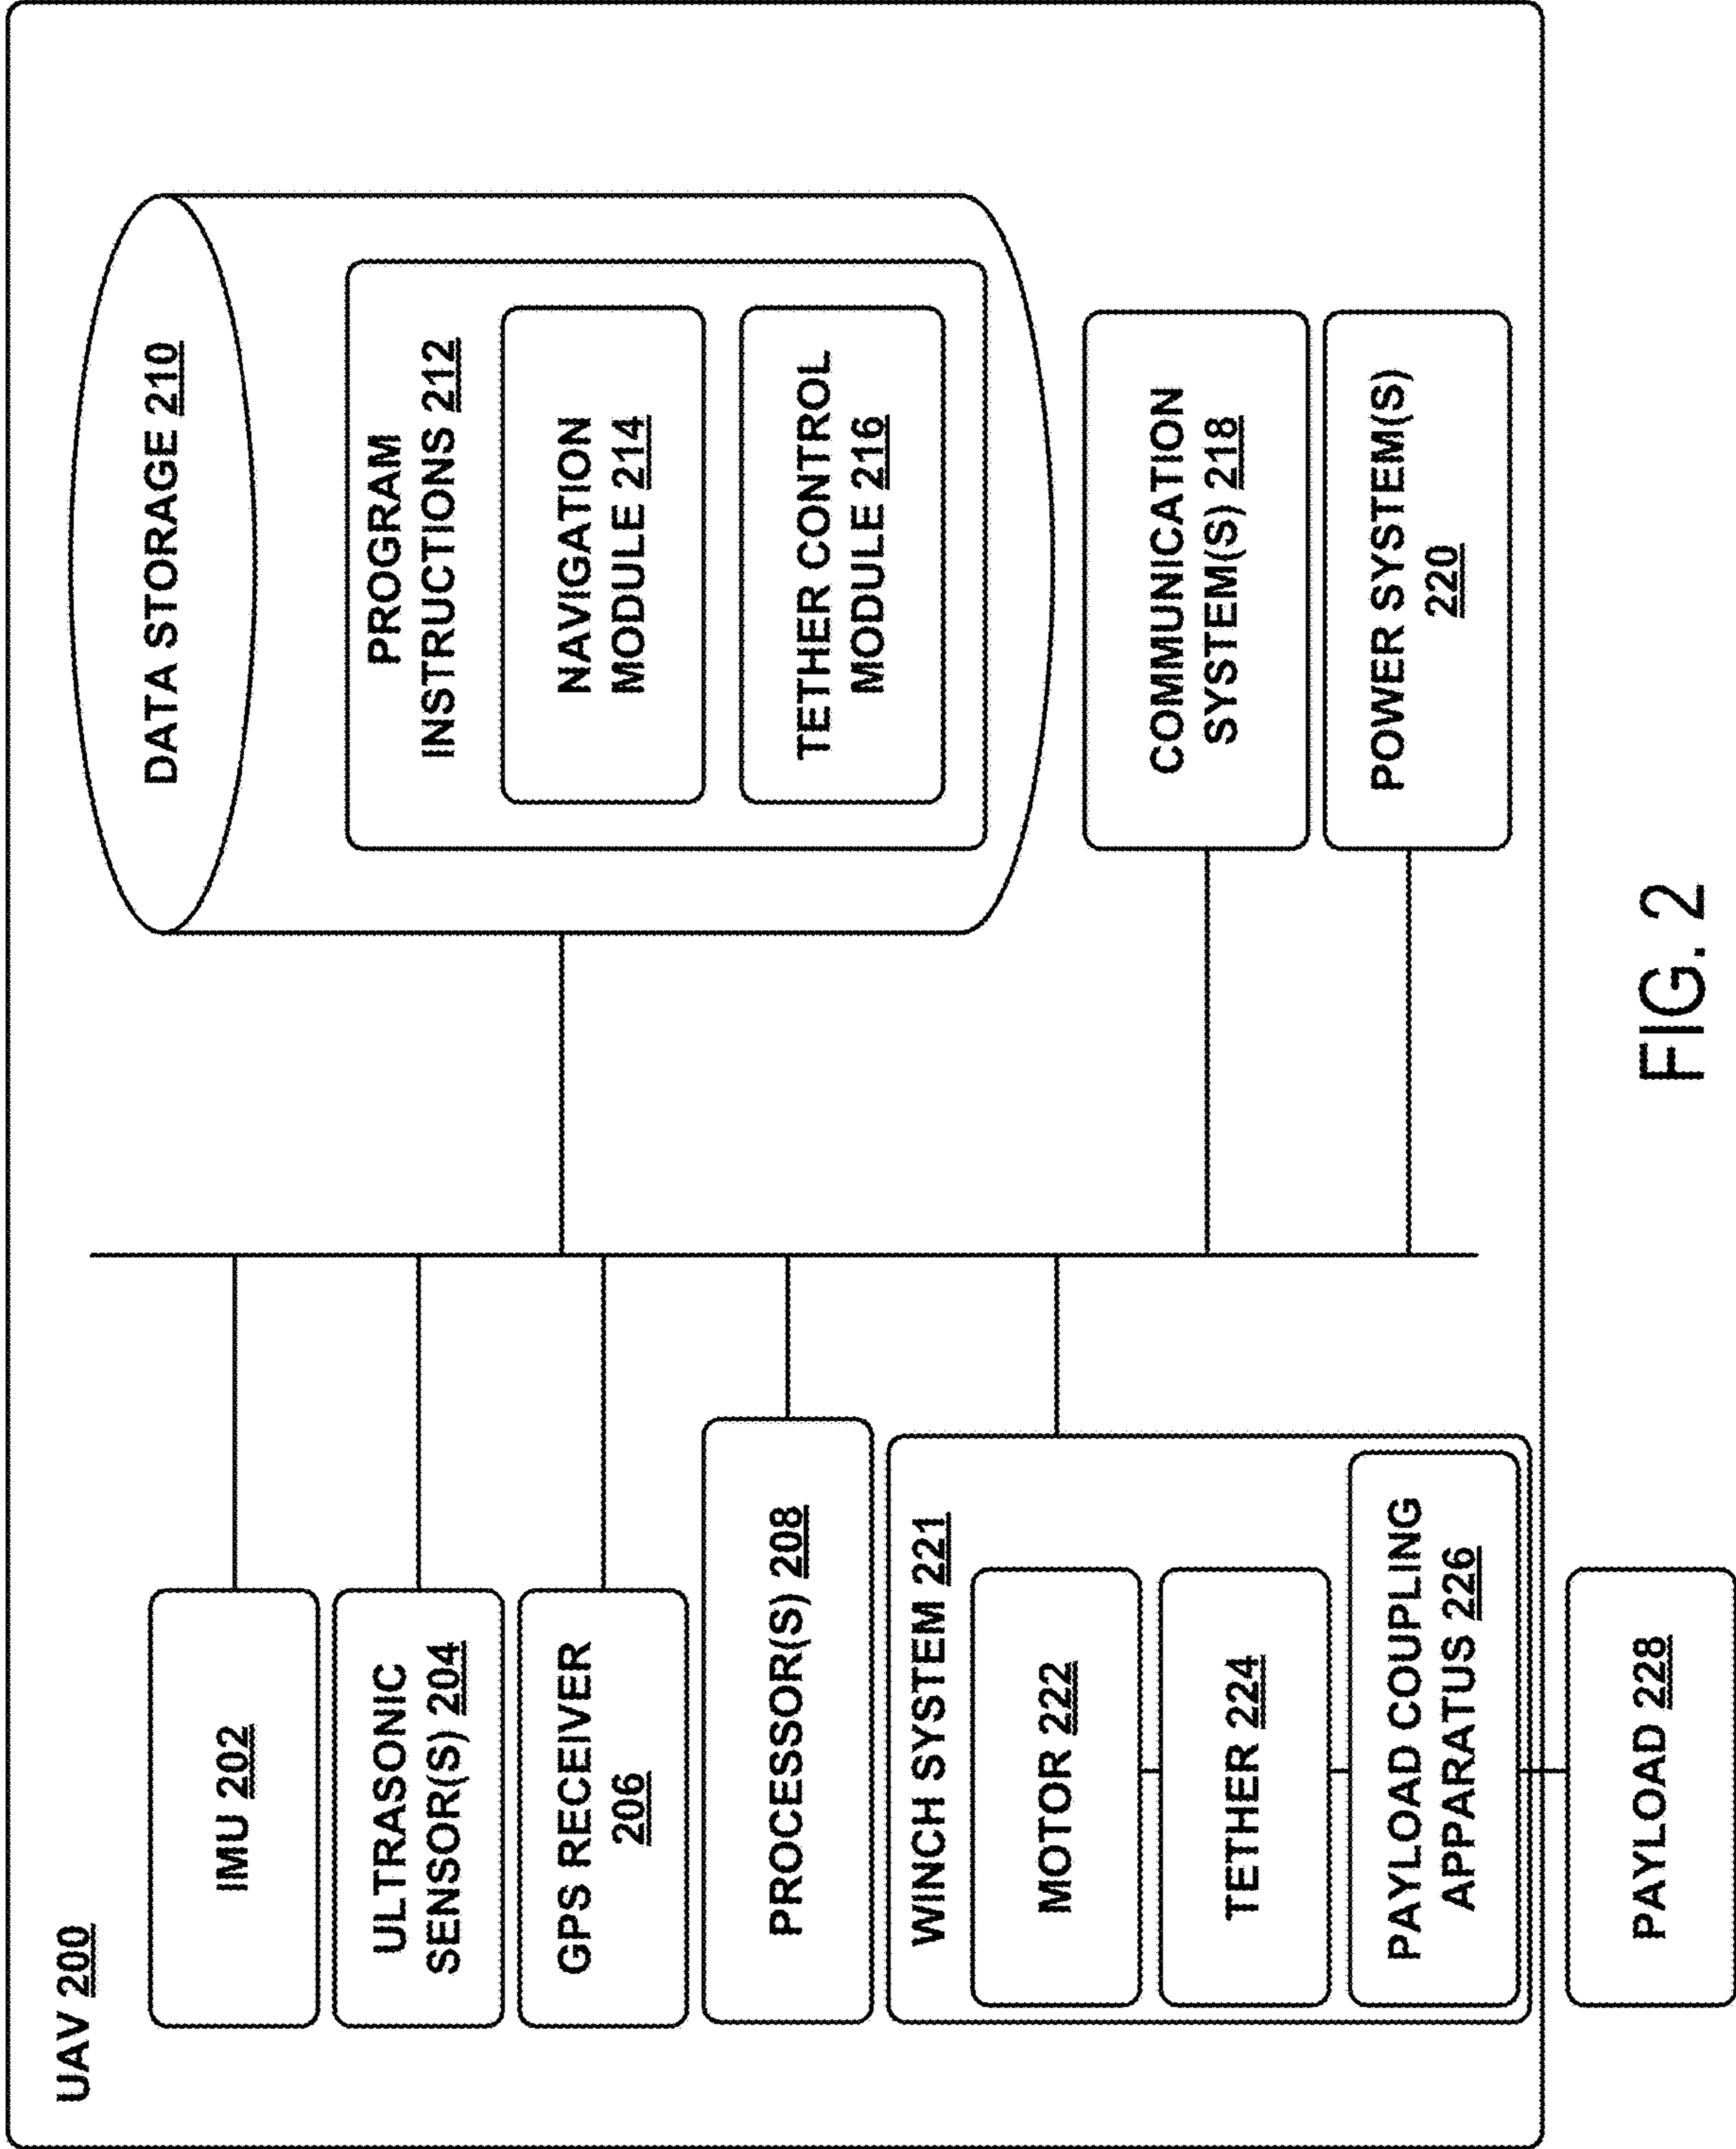 UAV 200
IMU 202
ULTRASONIC
SENSOR(S) 204
GPS RECEIVER
206
PROCESSOR(S) 208
WINCH SYSTEM 221
MOTOR 222
TETHER 224
PAYLOAD COUPLING
APPARATUS 226
PAYLOAD 228
DATA STORAGE 210
PROGRAM
INSTRUCTIONS 212
NAVIGATION
MODULE 214
TETHER CONTROL
MODULE 216
COMMUNICATION
SYSTEM(S) 218
POWER SYSTEM(S)
220
FIG. 2